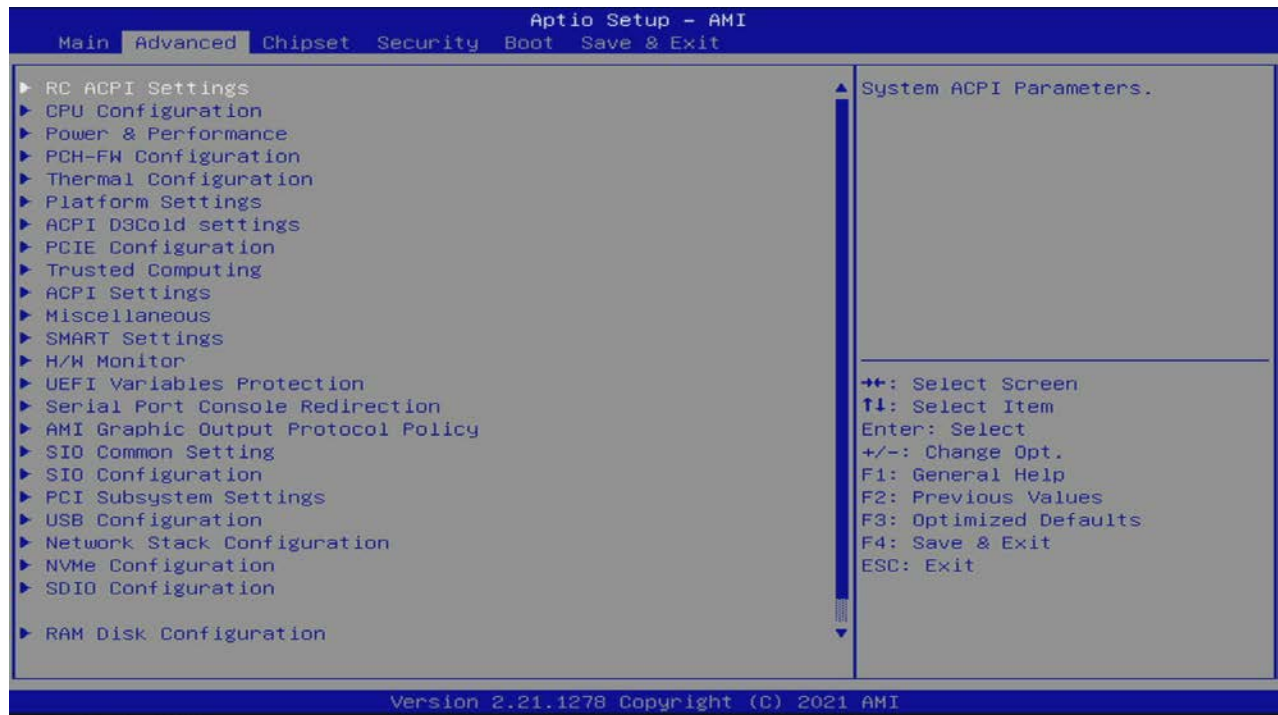 Aptio Setup – AMI
Main Advanced Chipset Security Boot Save & Exit
▶ RC ACPI Settings
▶ CPU Configuration
▶ Power & Performance
▶ PCH-FW Configuration
▶ Thermal Configuration
▶ Platform Settings
▶ ACPI D3Cold settings
▶ PCIE Configuration
▶ Trusted Computing
▶ ACPI Settings
▶ Miscellaneous
▶ SMART Settings
▶ H/W Monitor
▶ UEFI Variables Protection
▶ Serial Port Console Redirection
▶ AMI Graphic Output Protocol Policy
▶ SIO Common Setting
▶ SIO Configuration
▶ PCI Subsystem Settings
▶ USB Configuration
▶ Network Stack Configuration
▶ NVMe Configuration
▶ SDIO Configuration
▶ RAM Disk Configuration
System ACPI Parameters.
→←: Select Screen
↑↓: Select Item
Enter: Select
+/-: Change Opt.
F1: General Help
F2: Previous Values
F3: Optimized Defaults
F4: Save & Exit
ESC: Exit
Version 2.21.1278 Copyright (C) 2021 AMI